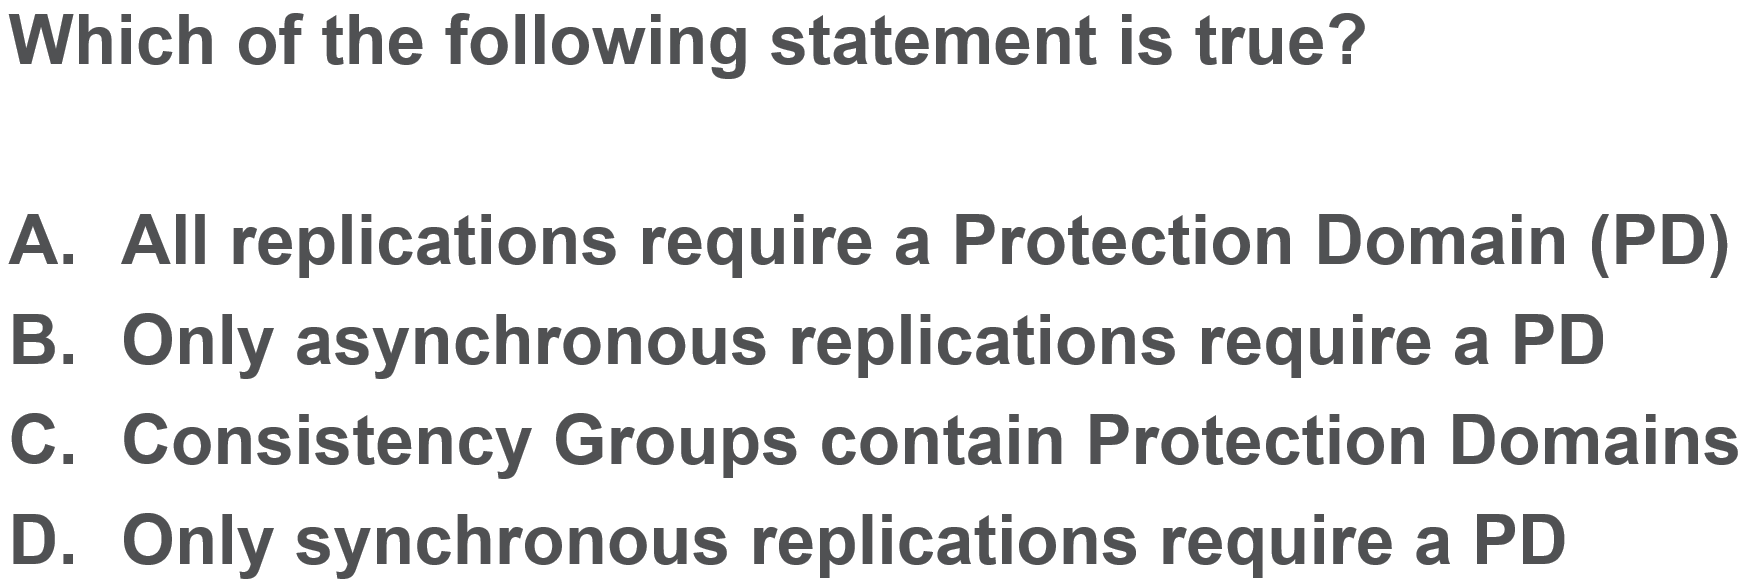 Which of the following statement is true?
A. All replications require a Protection Domain (PD)
B. Only asynchronous replications require a PD
C. Consistency Groups contain Protection Domains
D. Only synchronous replications require a PD